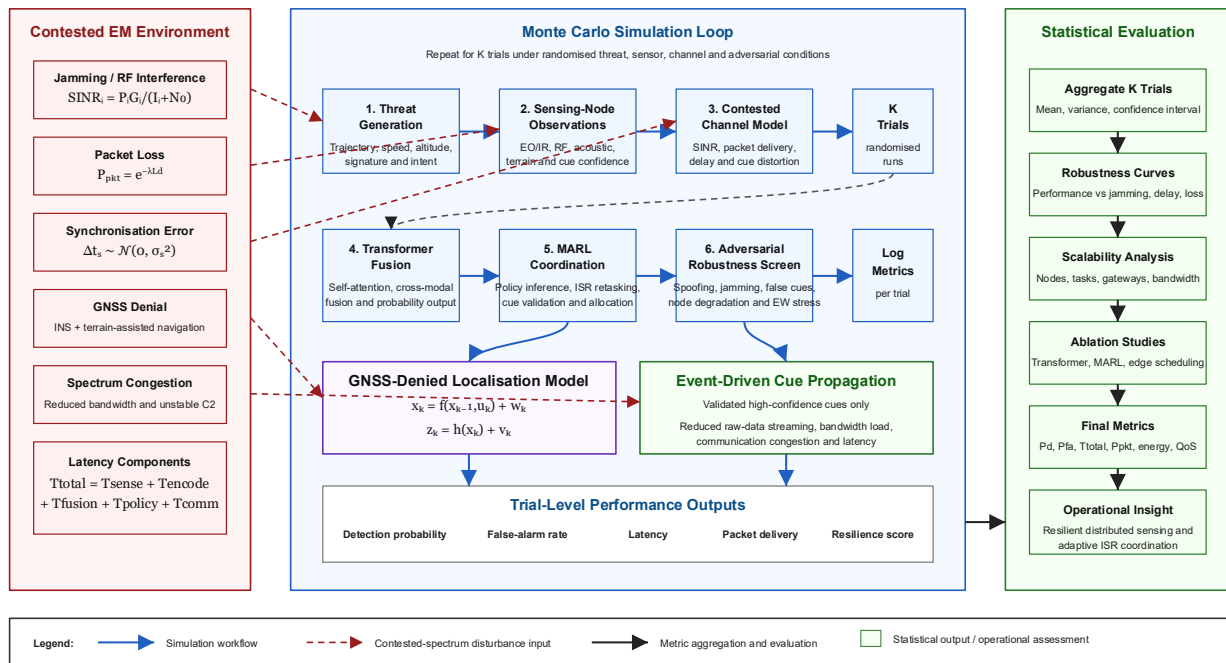 Contested EM Environment
Jamming / RF Interference
SINRᵢ = PᵢGᵢ/(Iᵢ+N₀)
Packet Loss
Pₚₖₜ = e⁻λLd
Synchronisation Error
Δtₛ ~ 𝒩(0, σₛ²)
GNSS Denial
INS + terrain-assisted navigation
Spectrum Congestion
Reduced bandwidth and unstable C2
Latency Components
Ttotal = Tsense + Tencode
+ Tfusion + Tpolicy + Tcomm
Monte Carlo Simulation Loop
Repeat for K trials under randomised threat, sensor, channel and adversarial conditions
1. Threat
Generation
Trajectory, speed, altitude,
signature and intent
2. Sensing-Node
Observations
EO/IR, RF, acoustic,
terrain and cue confidence
3. Contested
Channel Model
SINR, packet delivery,
delay and cue distortion
K
Trials
randomised
runs
4. Transformer
Fusion
Self-attention, cross-modal
fusion and probability output
5. MARL
Coordination
Policy inference, ISR retasking,
cue validation and allocation
6. Adversarial
Robustness Screen
Spoofing, jamming, false cues,
node degradation and EW stress
Log
Metrics
per trial
GNSS-Denied Localisation Model
xₖ = f(xₖ₋₁,uₖ) + wₖ
zₖ = h(xₖ) + vₖ
Event-Driven Cue Propagation
Validated high-confidence cues only
Reduced raw-data streaming, bandwidth load,
communication congestion and latency
Trial-Level Performance Outputs
Detection probability False-alarm rate Latency Packet delivery Resilience score
Statistical Evaluation
Aggregate K Trials
Mean, variance, confidence interval
Robustness Curves
Performance vs jamming, delay, loss
Scalability Analysis
Nodes, tasks, gateways, bandwidth
Ablation Studies
Transformer, MARL, edge scheduling
Final Metrics
Pd, Pfa, Ttotal, Ppkt, energy, QoS
Operational Insight
Resilient distributed sensing and
adaptive ISR coordination
Legend: Simulation workflow Contested-spectrum disturbance input Metric aggregation and evaluation Statistical output / operational assessment